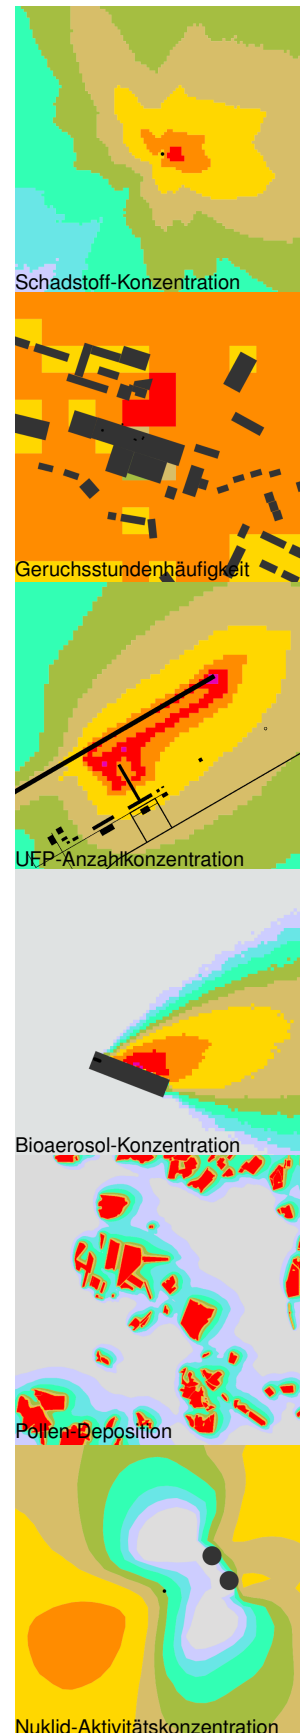 Schadstoff-Konzentration
Geruchsstundenhäufigkeit
UFP-Anzahlkonzentration
Bioaerosol-Konzentration
Pollen-Deposition
Nuklid-Aktivitätskonzentration